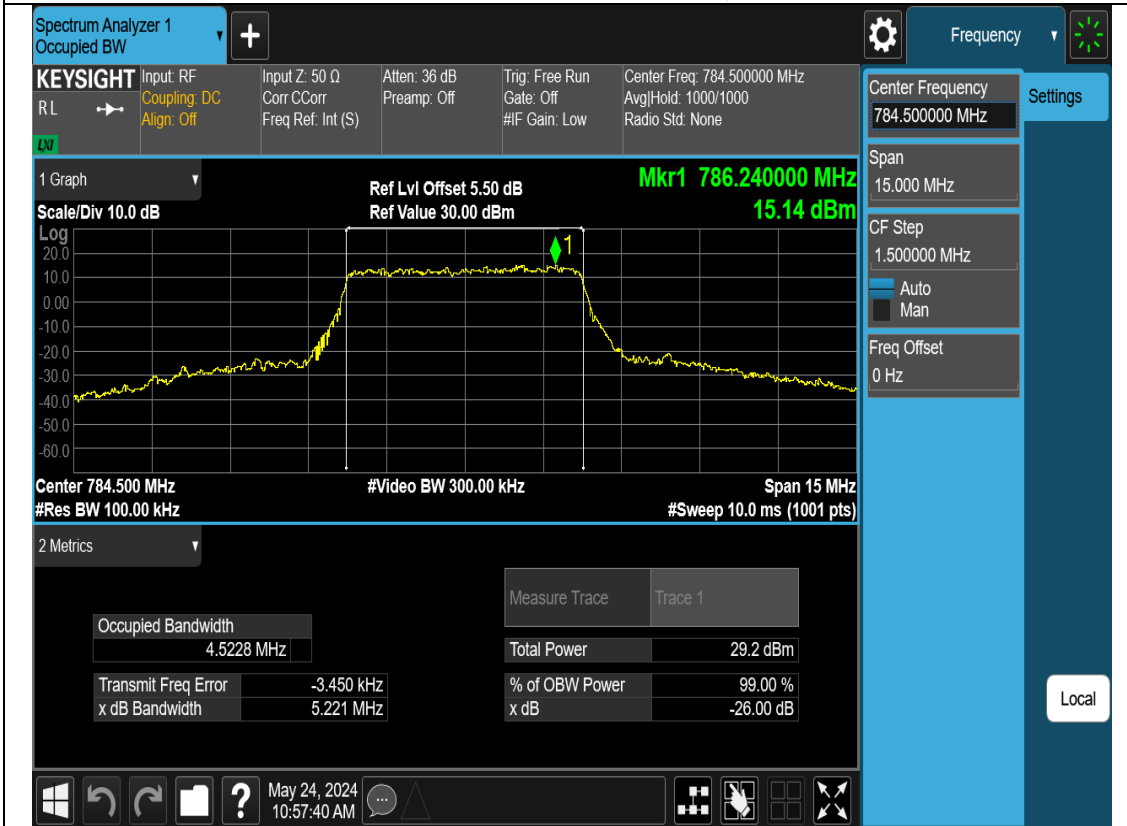 Spectrum Analyzer 1
Occupied BW
Frequency
KEYSIGHT
R L
LXI
Input: RF
Coupling: DC
Align: Off
Input Z: 50 Ω
Corr CCorr
Freq Ref: Int (S)
Atten: 36 dB
Preamp: Off
Trig: Free Run
Gate: Off
#IF Gain: Low
Center Freq: 784.500000 MHz
Avg|Hold: 1000/1000
Radio Std: None
Center Frequency
784.500000 MHz
Settings
Span
15.000 MHz
CF Step
1.500000 MHz
Auto
Man
Freq Offset
0 Hz
Local
1 Graph
Scale/Div 10.0 dB
Ref Lvl Offset 5.50 dB
Ref Value 30.00 dBm
Mkr1 786.240000 MHz
15.14 dBm
Log
1
20.0
10.0
0.00
-10.0
-20.0
-30.0
-40.0
-50.0
-60.0
Center 784.500 MHz
#Video BW 300.00 kHz
Span 15 MHz
#Res BW 100.00 kHz
#Sweep 10.0 ms (1001 pts)
2 Metrics
Measure Trace Trace 1
Occupied Bandwidth
4.5228 MHz
Total Power 29.2 dBm
Transmit Freq Error -3.450 kHz
% of OBW Power 99.00 %
x dB Bandwidth 5.221 MHz
x dB -26.00 dB
?
May 24, 2024
10:57:40 AM